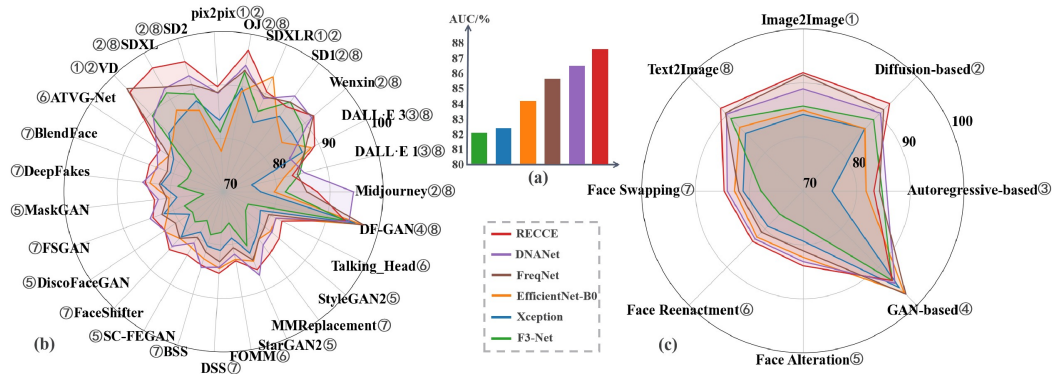 pix2pix①②
OJ②⑧
SDXLR①②
SD1②⑧
Wenxin②⑧
DALL·E 3③⑧
DALL·E 1③⑧
Midjourney②⑧
DF-GAN④⑧
Talking_Head⑥
StyleGAN2⑤
MMReplacement⑦
StarGAN2⑤
FOMM⑥
DSS⑦
⑦BSS
⑤SC-FEGAN
⑦FaceShifter
⑤DiscoFaceGAN
⑦FSGAN
⑤MaskGAN
⑦DeepFakes
⑦BlendFace
⑥ATVG-Net
①②VD
②⑧SDXL
②⑧SD2
70
80
90
100
(b)
AUC/%
88
87
86
85
84
83
82
81
80
(a)
RECCE
DNANet
FreqNet
EfficientNet-B0
Xception
F3-Net
Image2Image①
Diffusion-based②
Autoregressive-based③
GAN-based④
Face Alteration⑤
Face Reenactment⑥
Face Swapping⑦
Text2Image⑧
70
80
90
100
(c)